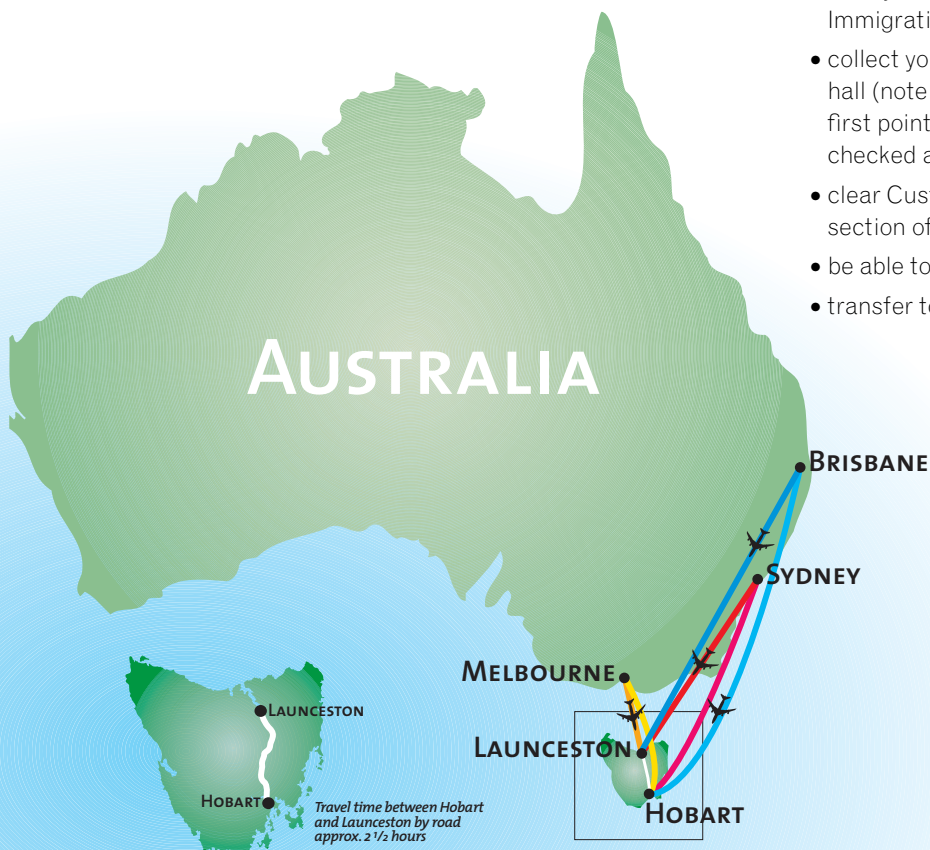 Immigrati
• collect yo
hall (note
first point
checked a
• clear Cust
section of
• be able to
• transfer t
AUSTRALIA
BRISBANE
SYDNEY
MELBOURNE
LAUNCESTON
HOBART
LAUNCESTON
HOBART
Travel time between Hobart
and Launceston by road
approx. 2 1/2 hours